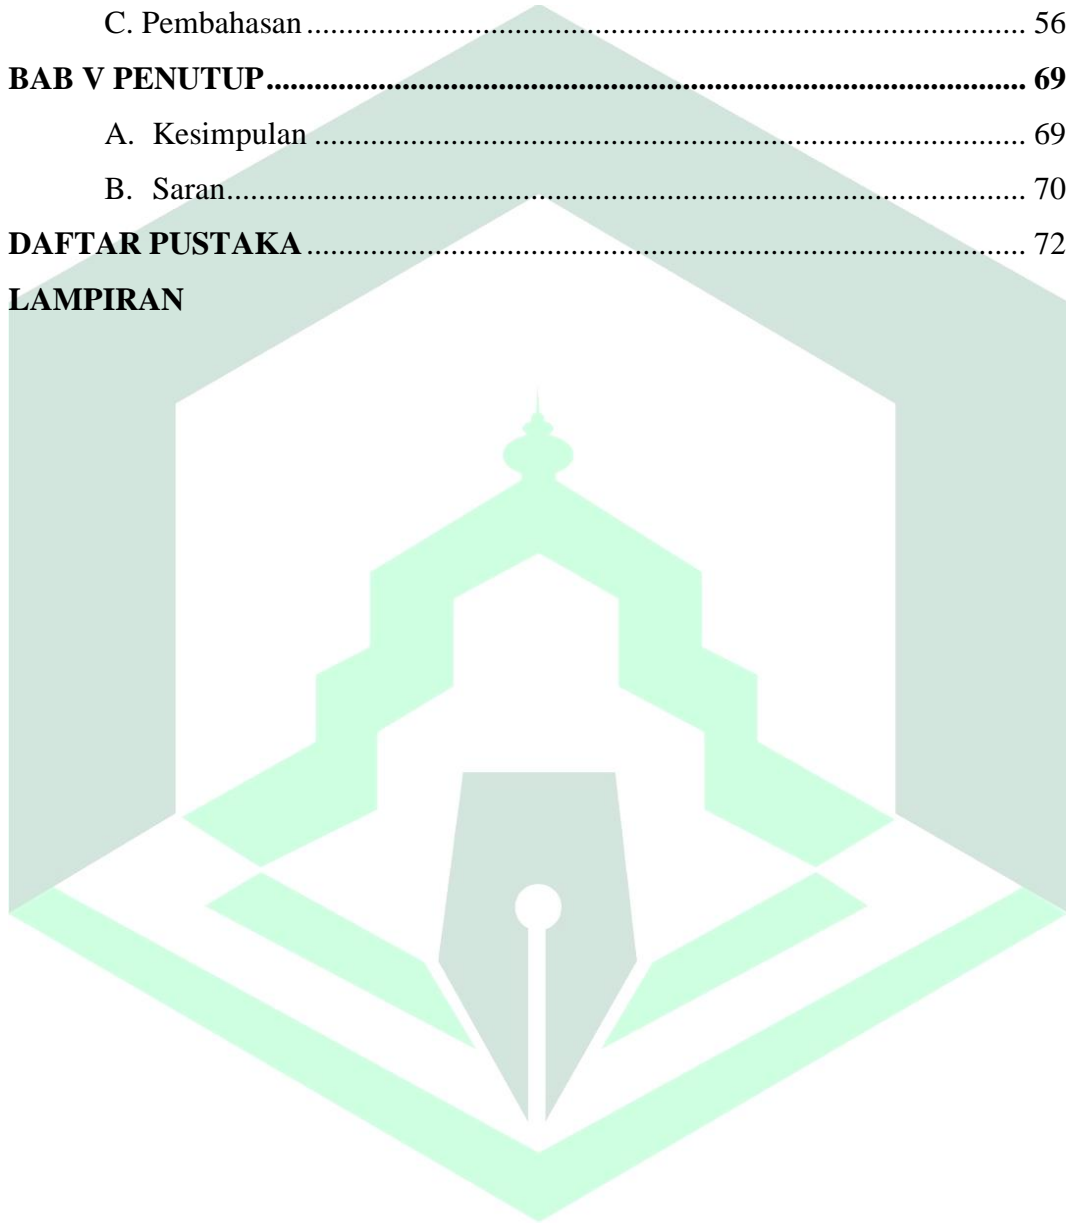 C. Pembahasan ........................................................................................... 56
BAB V PENUTUP ................................................................................................ 69
A. Kesimpulan .......................................................................................... 69
B. Saran ..................................................................................................... 70
DAFTAR PUSTAKA ........................................................................................... 72
LAMPIRAN